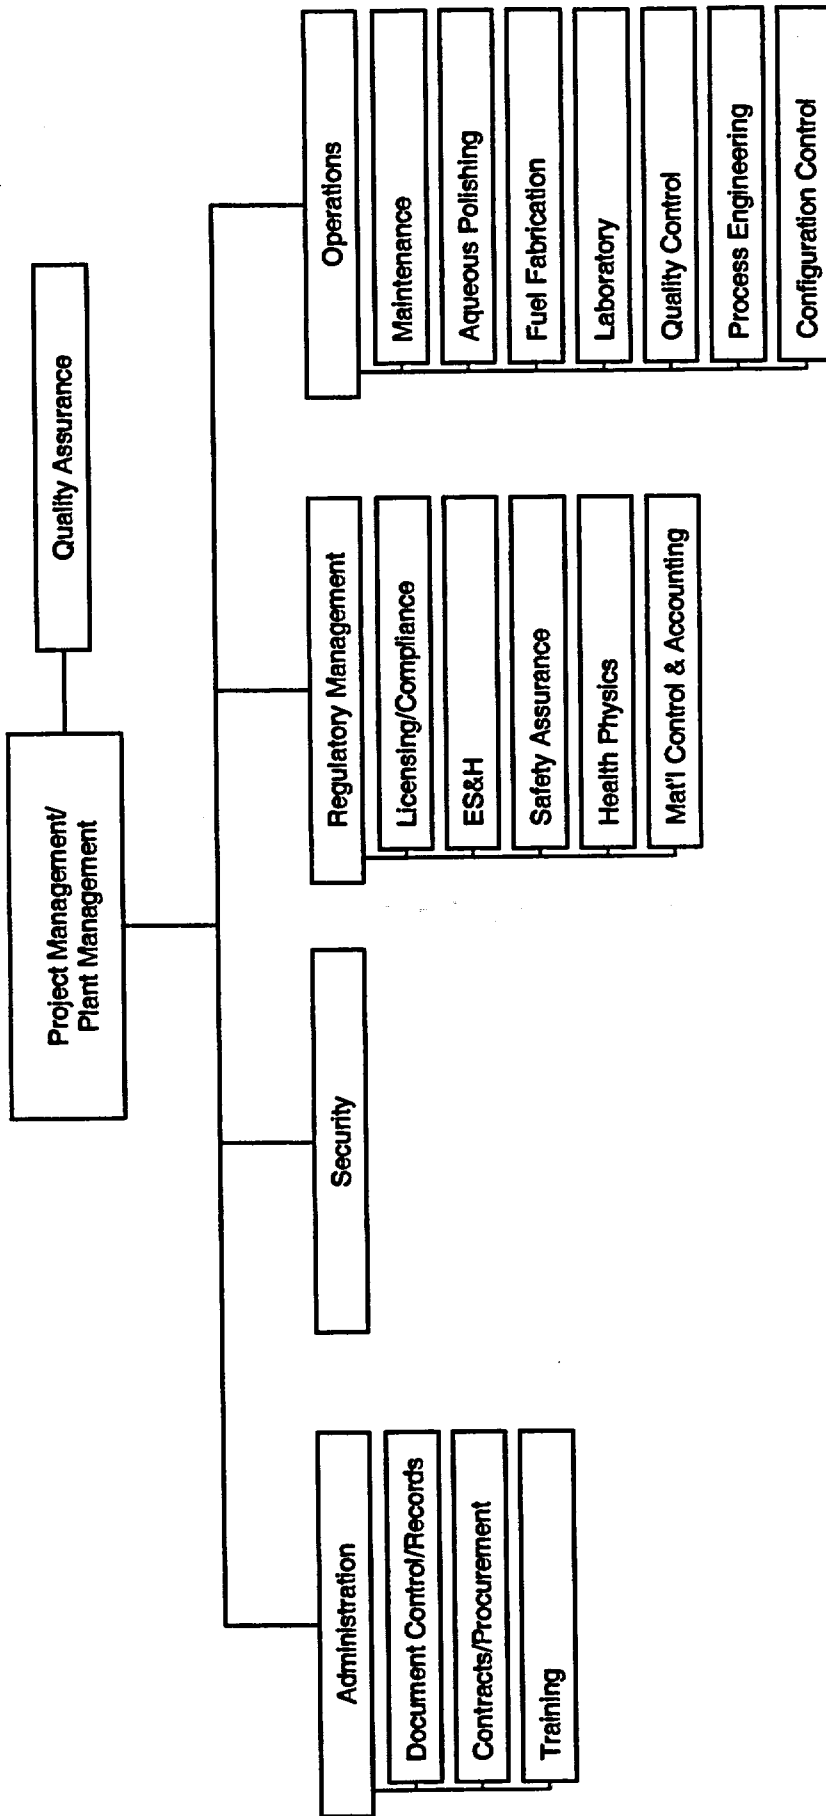 Project Management/
Plant Management
Quality Assurance
Administration
Document Control/Records
Contracts/Procurement
Training
Security
Regulatory Management
Licensing/Compliance
ES&H
Safety Assurance
Health Physics
Mat'l Control & Accounting
Operations
Maintenance
Aqueous Polishing
Fuel Fabrication
Laboratory
Quality Control
Process Engineering
Configuration Control